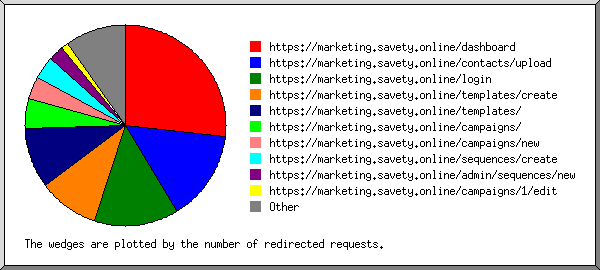 https://marketing.savety.online/dashboard
https://marketing.savety.online/contacts/upload
https://marketing.savety.online/login
https://marketing.savety.online/templates/create
https://marketing.savety.online/templates/
https://marketing.savety.online/campaigns/
https://marketing.savety.online/campaigns/new
https://marketing.savety.online/sequences/create
https://marketing.savety.online/admin/sequences/new
https://marketing.savety.online/campaigns/1/edit
Other
The wedges are plotted by the number of redirected requests.